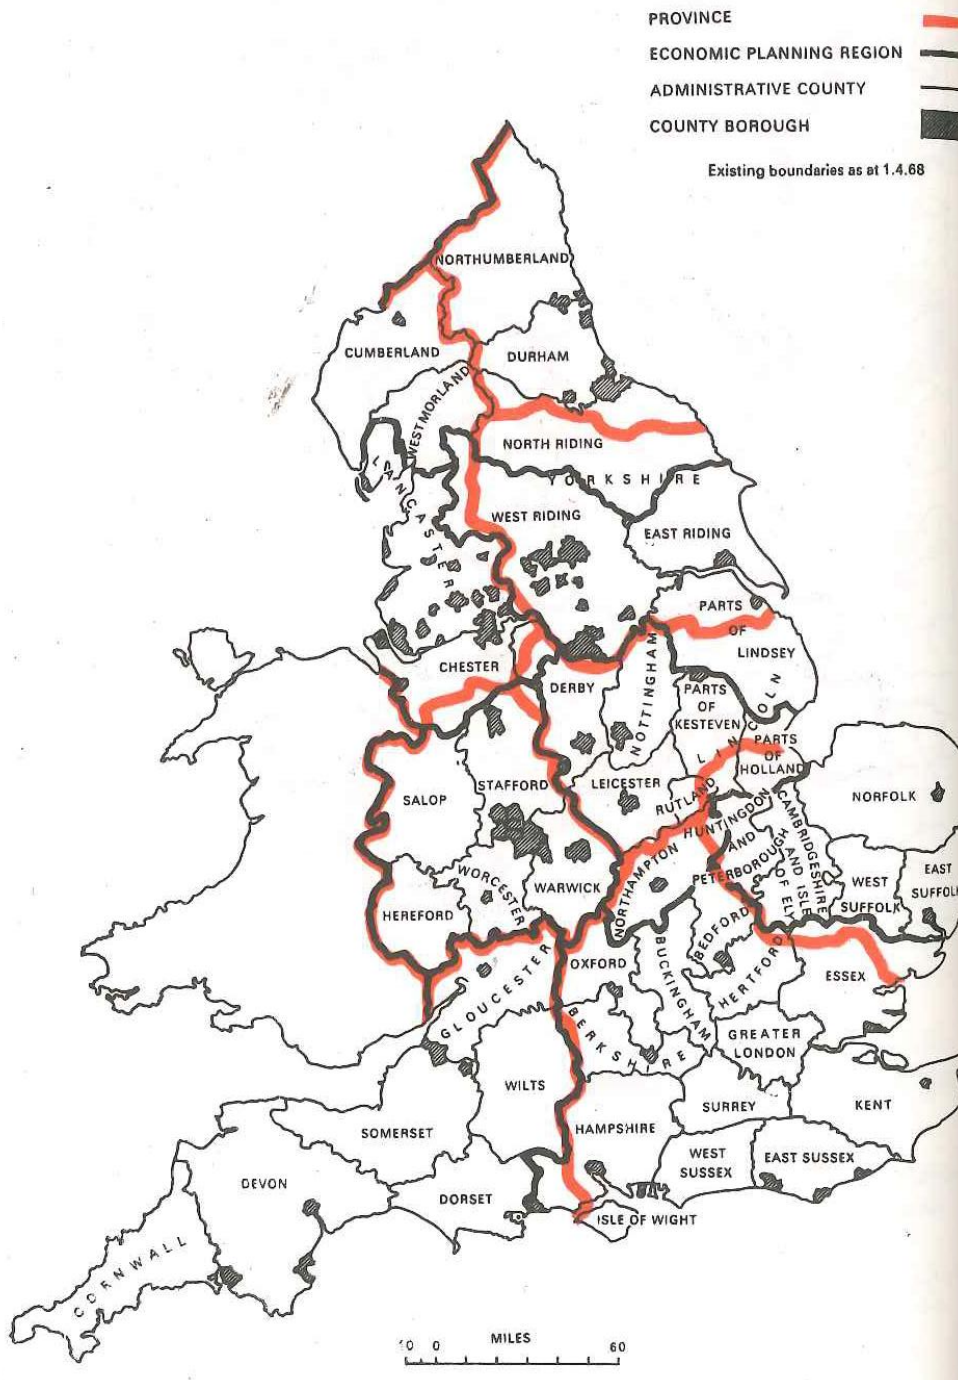 PROVINCE
ECONOMIC PLANNING REGION
ADMINISTRATIVE COUNTY
COUNTY BOROUGH
Existing boundaries as at 1.4.68
NORTHUMBERLAND
CUMBERLAND
DURHAM
WESTMORLAND
NORTH RIDING
YORKSHIRE
LANCASTER
WEST RIDING
EAST RIDING
PARTS
OF
LINDSEY
CHESTER
DERBY
NOTTINGHAM
PARTS
OF
KESTEVEN
LINCOLN
PARTS
OF
HOLLAND
STAFFORD
SALOP
LEICESTER
RUTLAND
NORFOLK
HUNTINGDON
AND
PETERBOROUGH
CAMBRIDGESHIRE
AND ISLE
OF ELY
WORCESTER
WARWICK
NORTHAMPTON
WEST
SUFFOLK
EAST
SUFFOLK
HEREFORD
GLOUCESTER
OXFORD
BUCKINGHAM
BEDFORD
HERTFORD
ESSEX
BERKSHIRE
GREATER
LONDON
WILTS
SURREY
KENT
SOMERSET
HAMPSHIRE
WEST
SUSSEX
EAST SUSSEX
DEVON
DORSET
ISLE OF WIGHT
CORNWALL
MILES
10 0 60